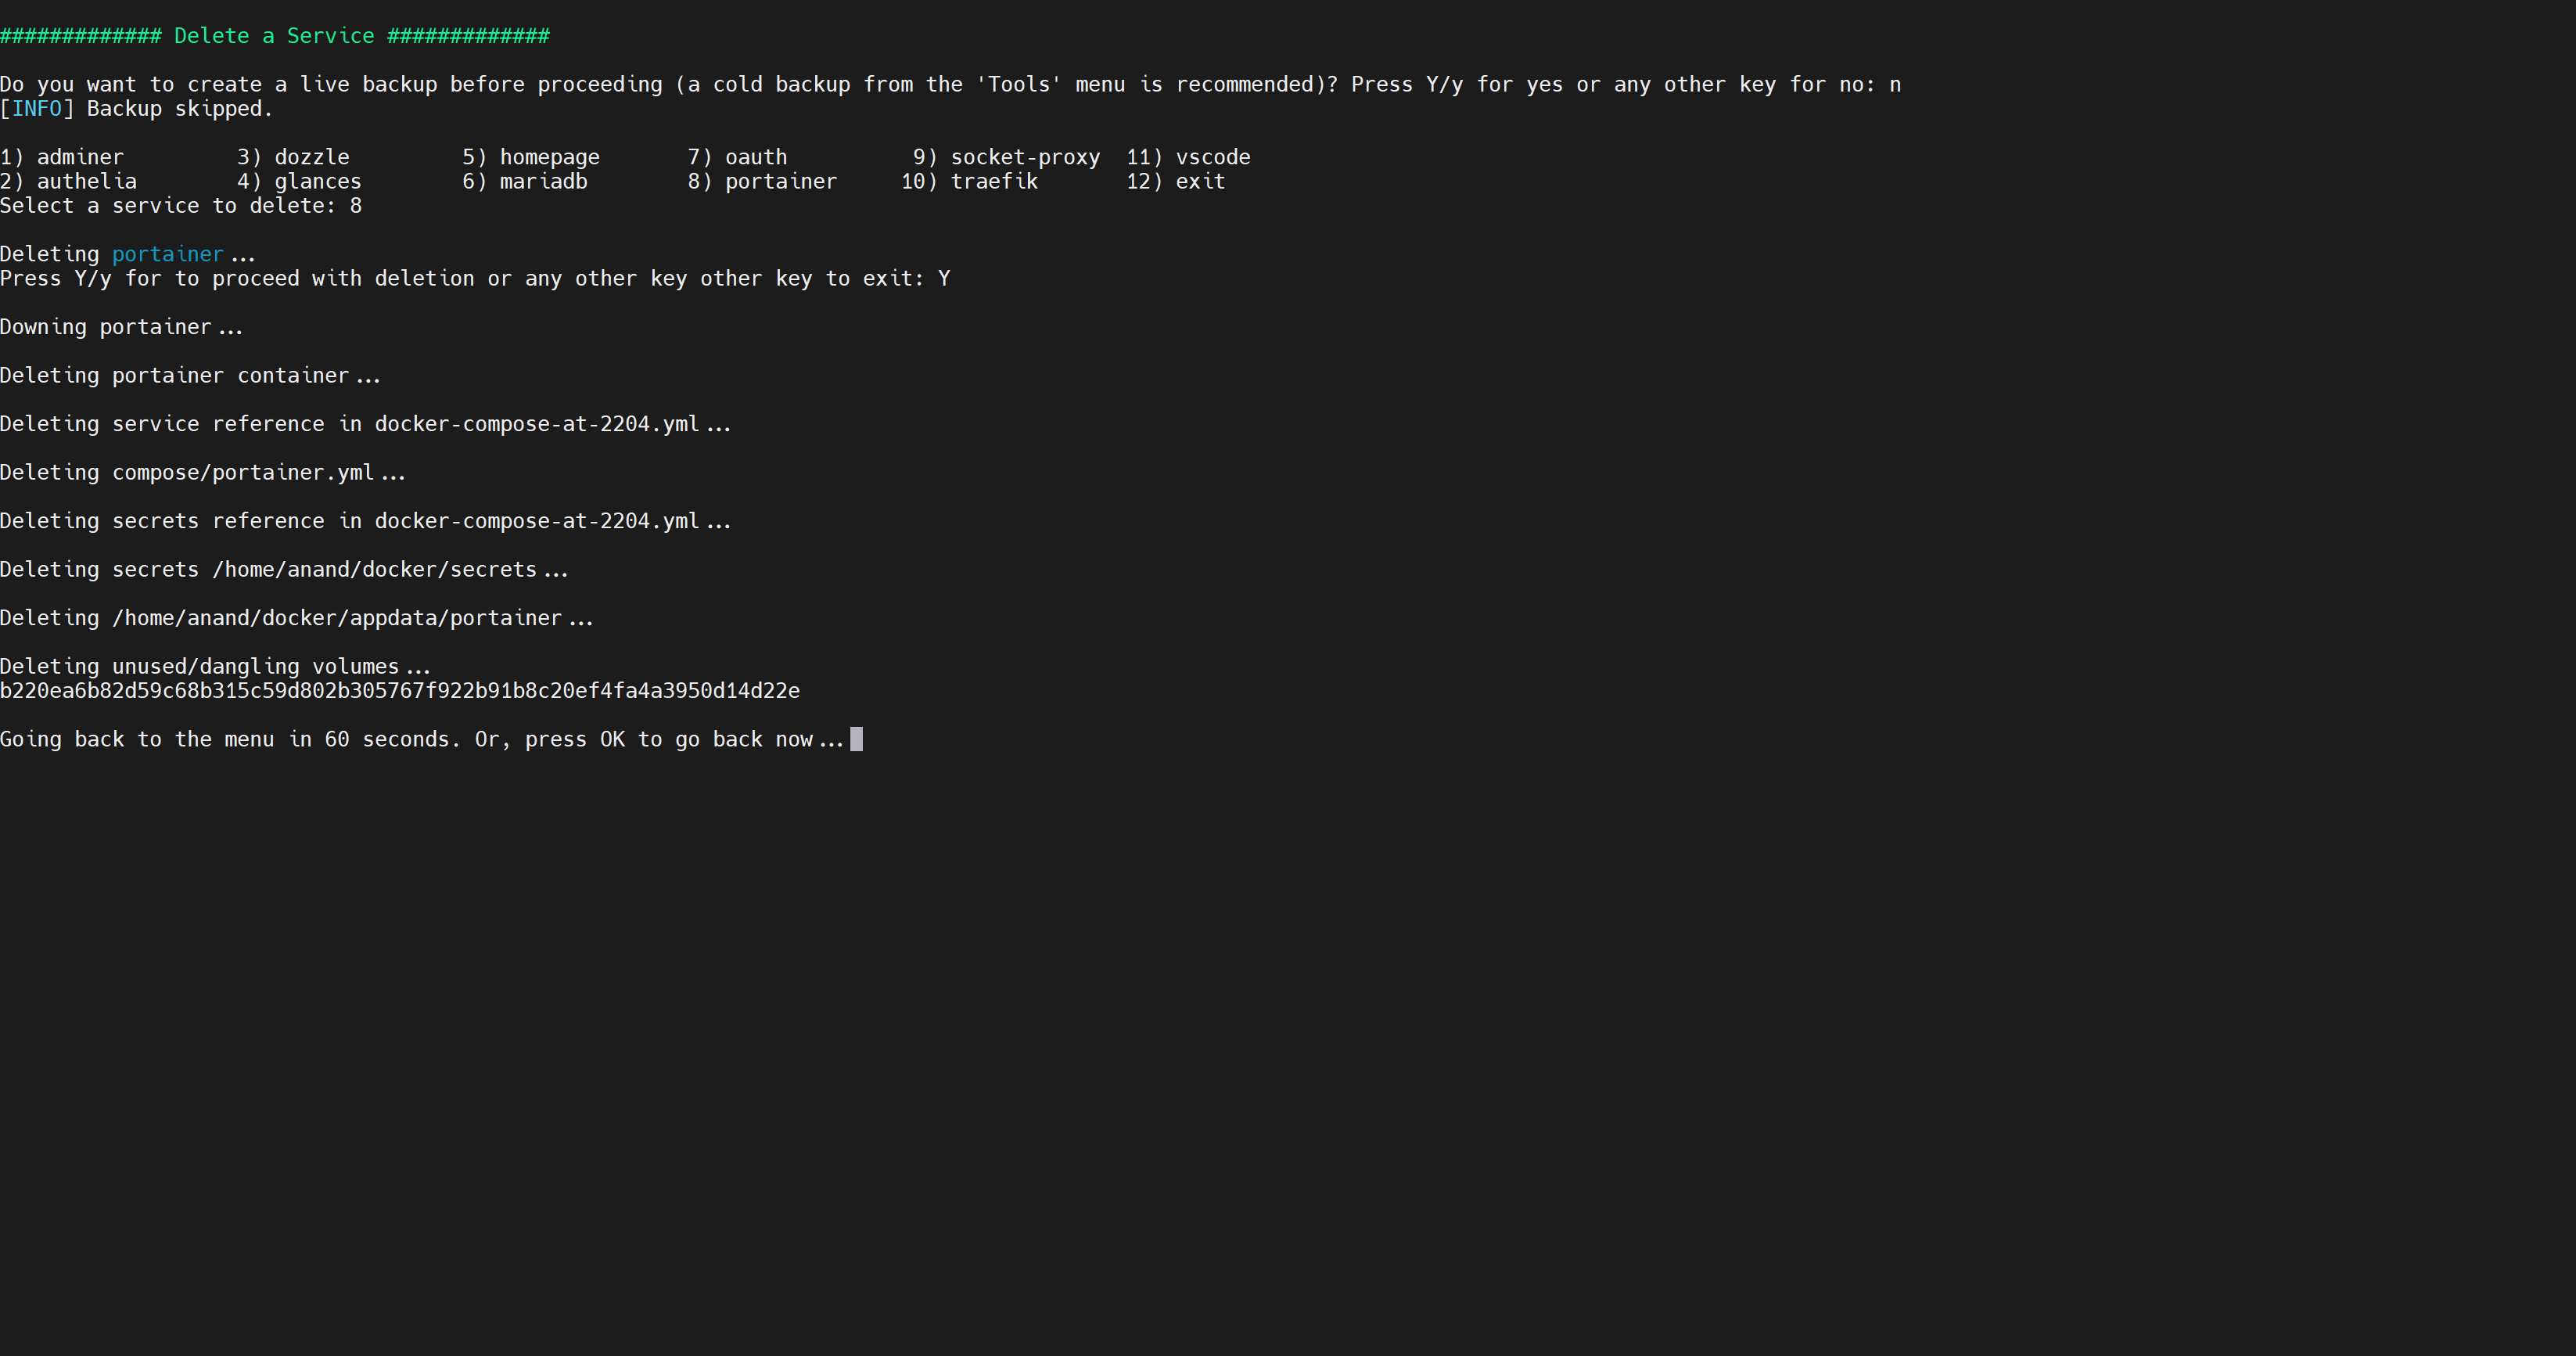 ############# Delete a Service #############
Do you want to create a live backup before proceeding (a cold backup from the 'Tools' menu is recommended)? Press Y/y for yes or any other key for no: n
[INFO] Backup skipped.
1) adminer 3) dozzle 5) homepage 7) oauth 9) socket-proxy 11) vscode
2) authelia 4) glances 6) mariadb 8) portainer 10) traefik 12) exit
Select a service to delete: 8
Deleting portainer...
Press Y/y for to proceed with deletion or any other key other key to exit: Y
Downing portainer...
Deleting portainer container...
Deleting service reference in docker-compose-at-2204.yml...
Deleting compose/portainer.yml...
Deleting secrets reference in docker-compose-at-2204.yml...
Deleting secrets /home/anand/docker/secrets...
Deleting /home/anand/docker/appdata/portainer...
Deleting unused/dangling volumes...
b220ea6b82d59c68b315c59d802b305767f922b91b8c20ef4fa4a3950d14d22e
Going back to the menu in 60 seconds. Or, press OK to go back now...